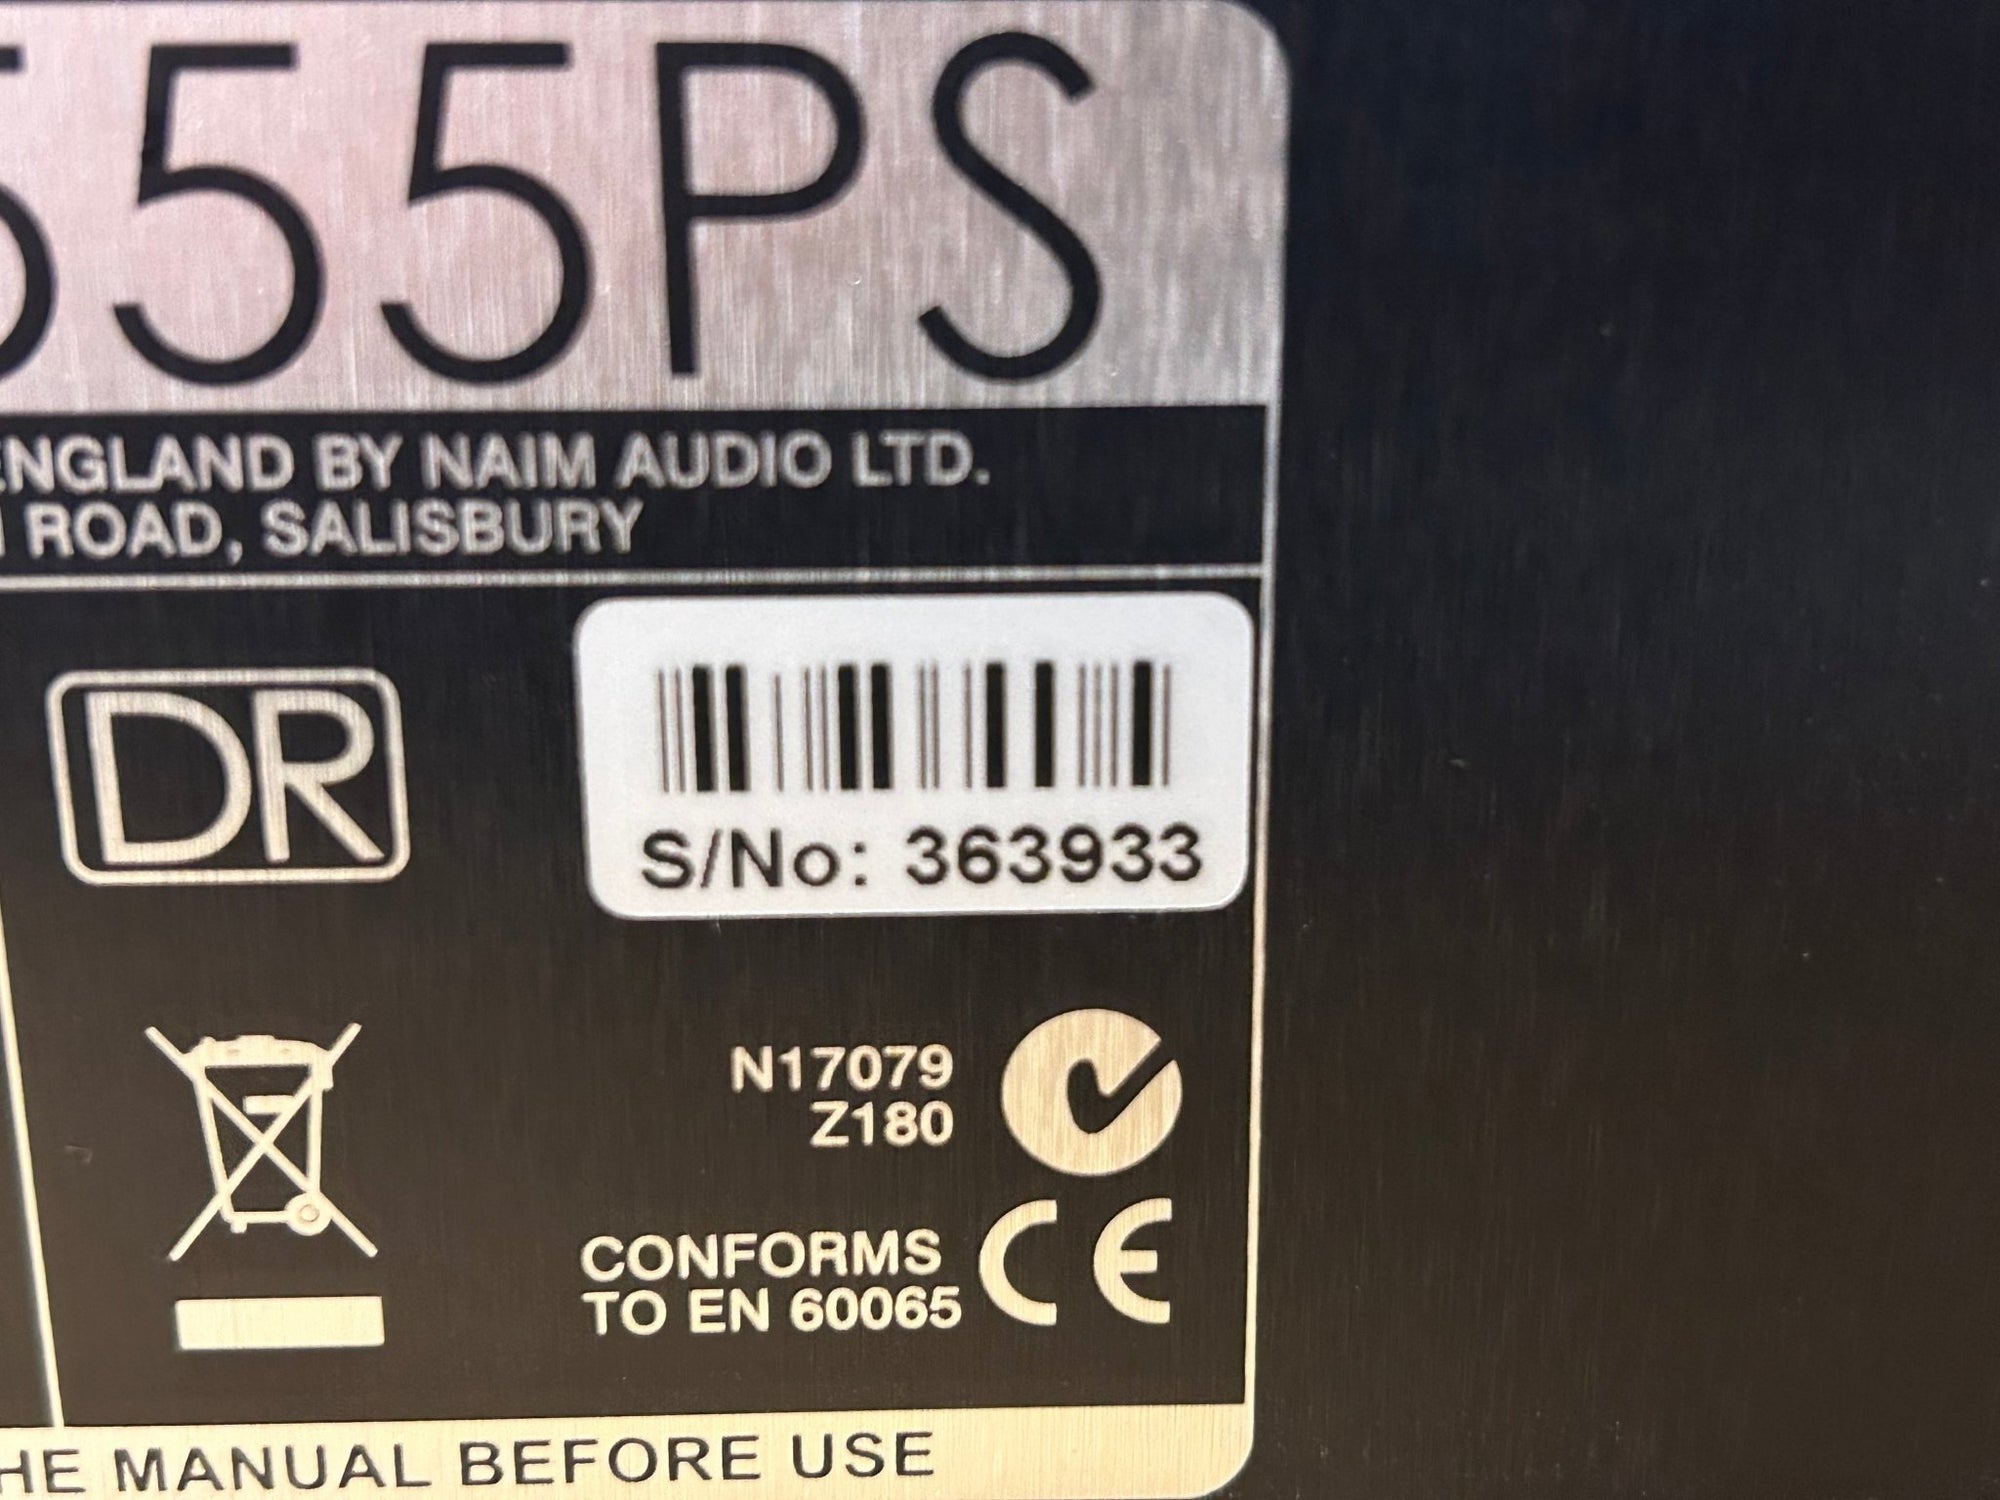 555PS
ENGLAND BY NAIM AUDIO LTD.
ROAD, SALISBURY
DR
S/No: 363933
N17079
Z180
CONFORMS
TO EN 60065
CE
HE MANUAL BEFORE USE